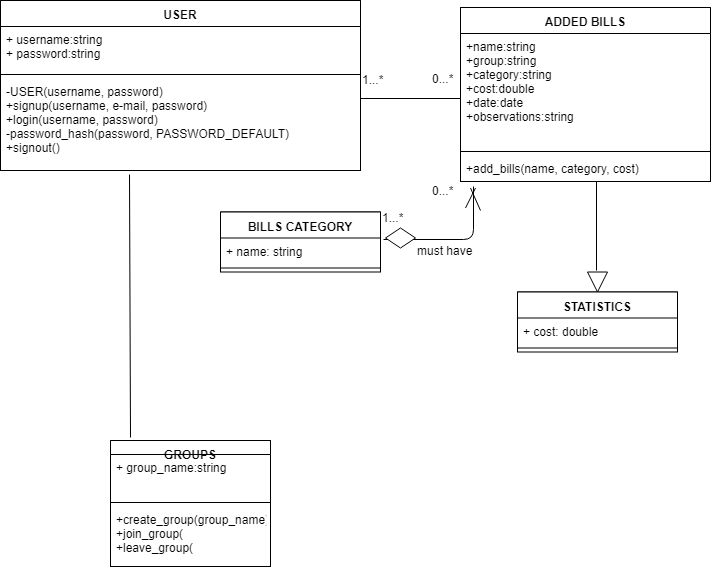 USER
+ username:string
+ password:string
-USER(username, password)
+signup(username, e-mail, password)
+login(username, password)
-password_hash(password, PASSWORD_DEFAULT)
+signout()
1...*
0...*
ADDED BILLS
+name:string
+group:string
+category:string
+cost:double
+date:date
+observations:string
+add_bills(name, category, cost)
0...*
1...*
BILLS CATEGORY
+ name: string
must have
STATISTICS
+ cost: double
GROUPS
+ group_name:string
+create_group(group_name
+join_group(
+leave_group(